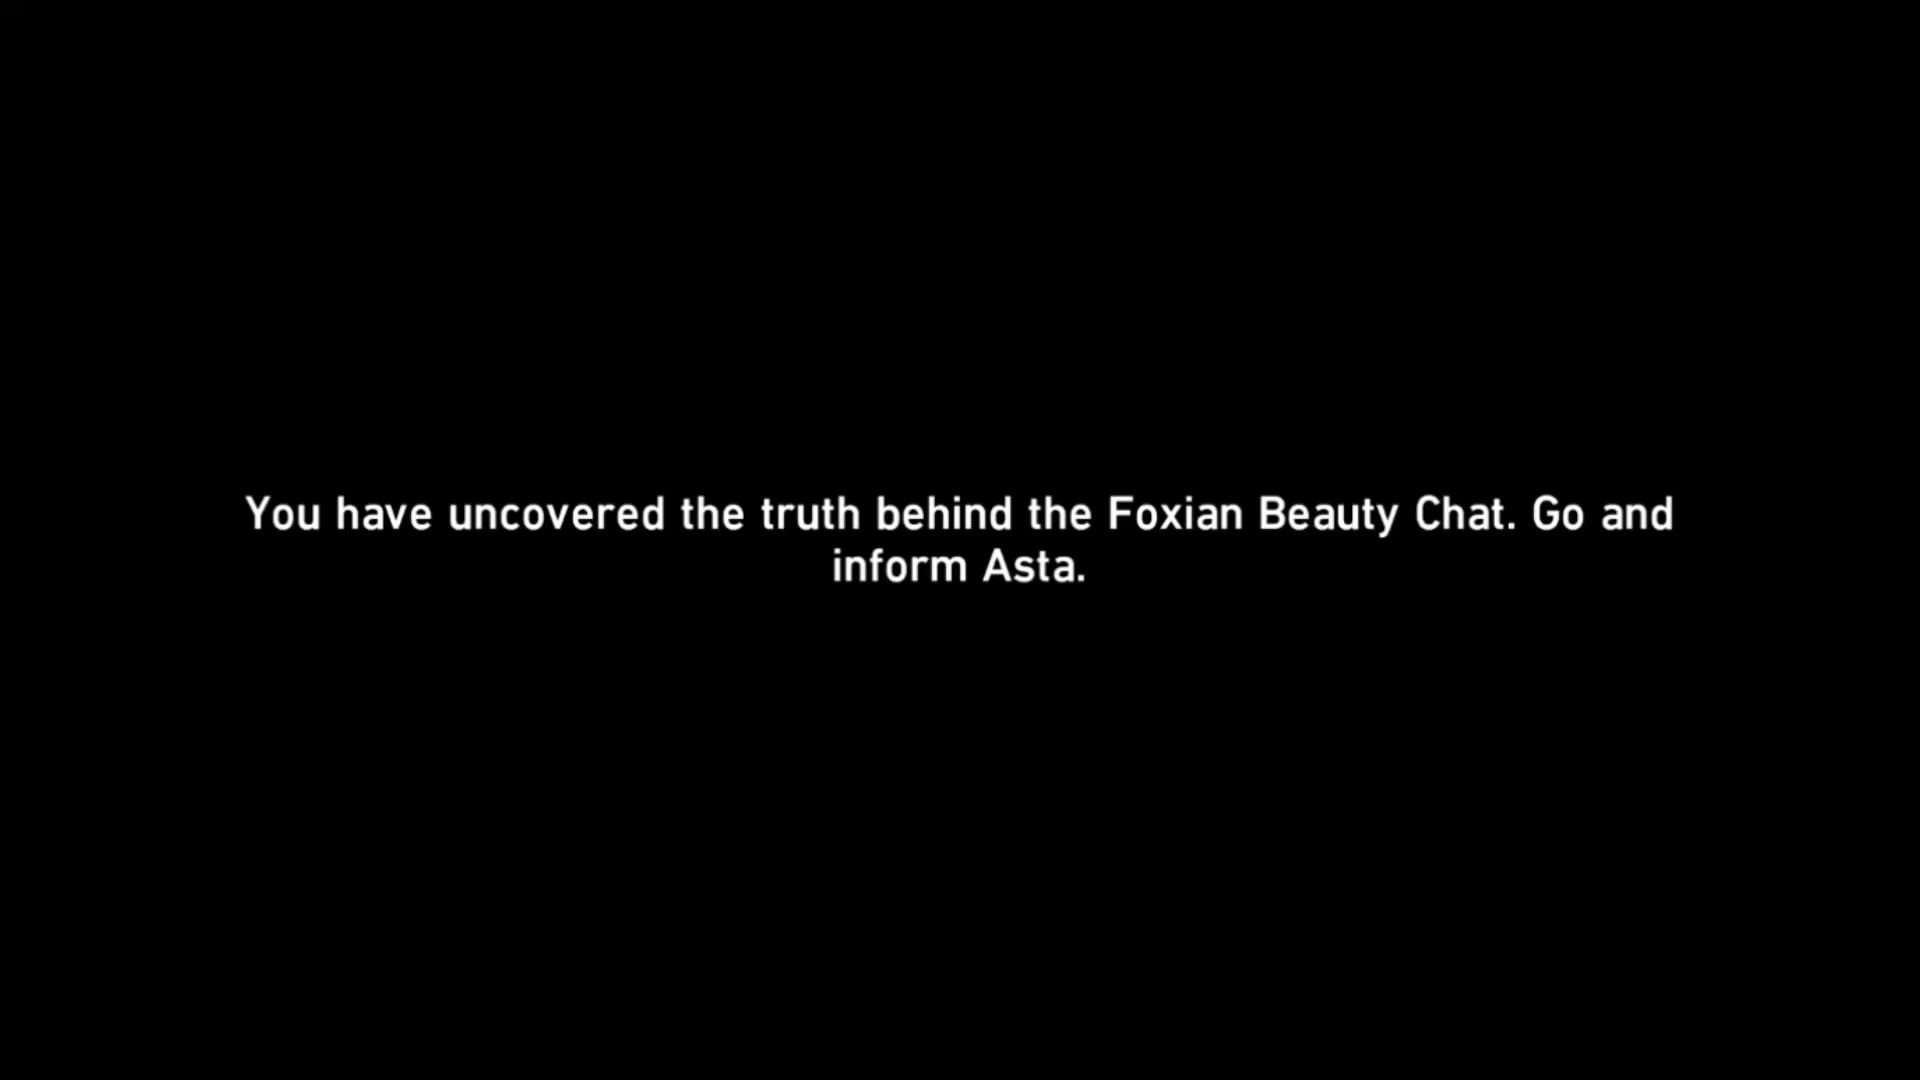 You have uncovered the truth behind the Foxian Beauty Chat. Go and
inform Asta.